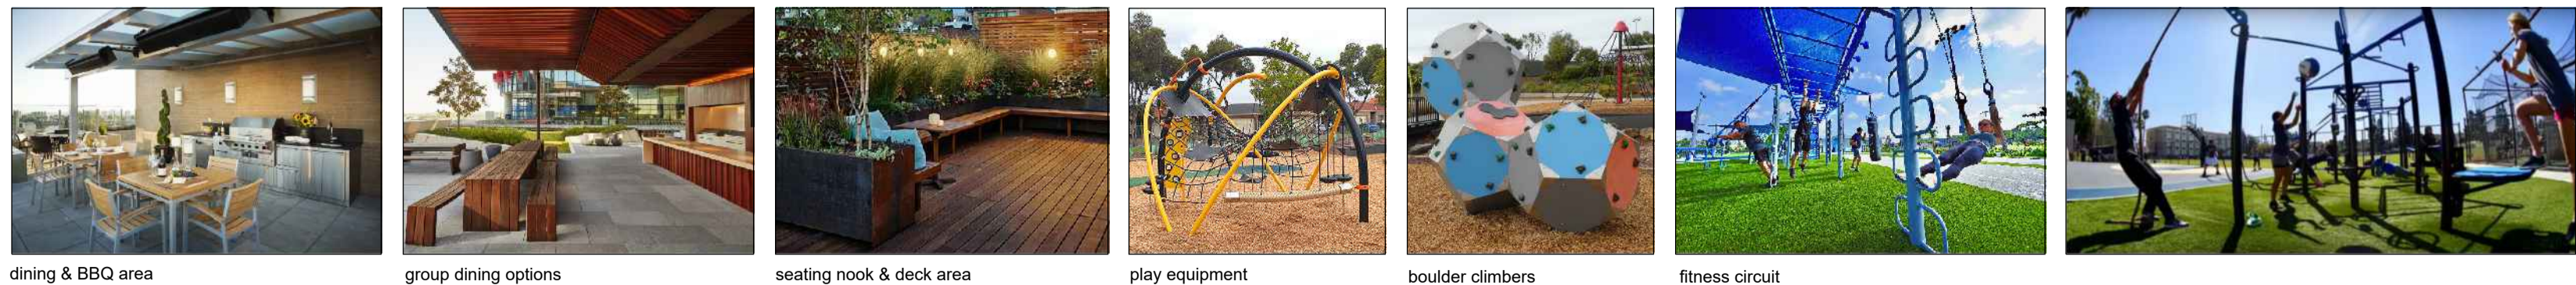 dining & BBQ area
group dining options
seating nook & deck area
play equipment
boulder climbers
fitness circuit